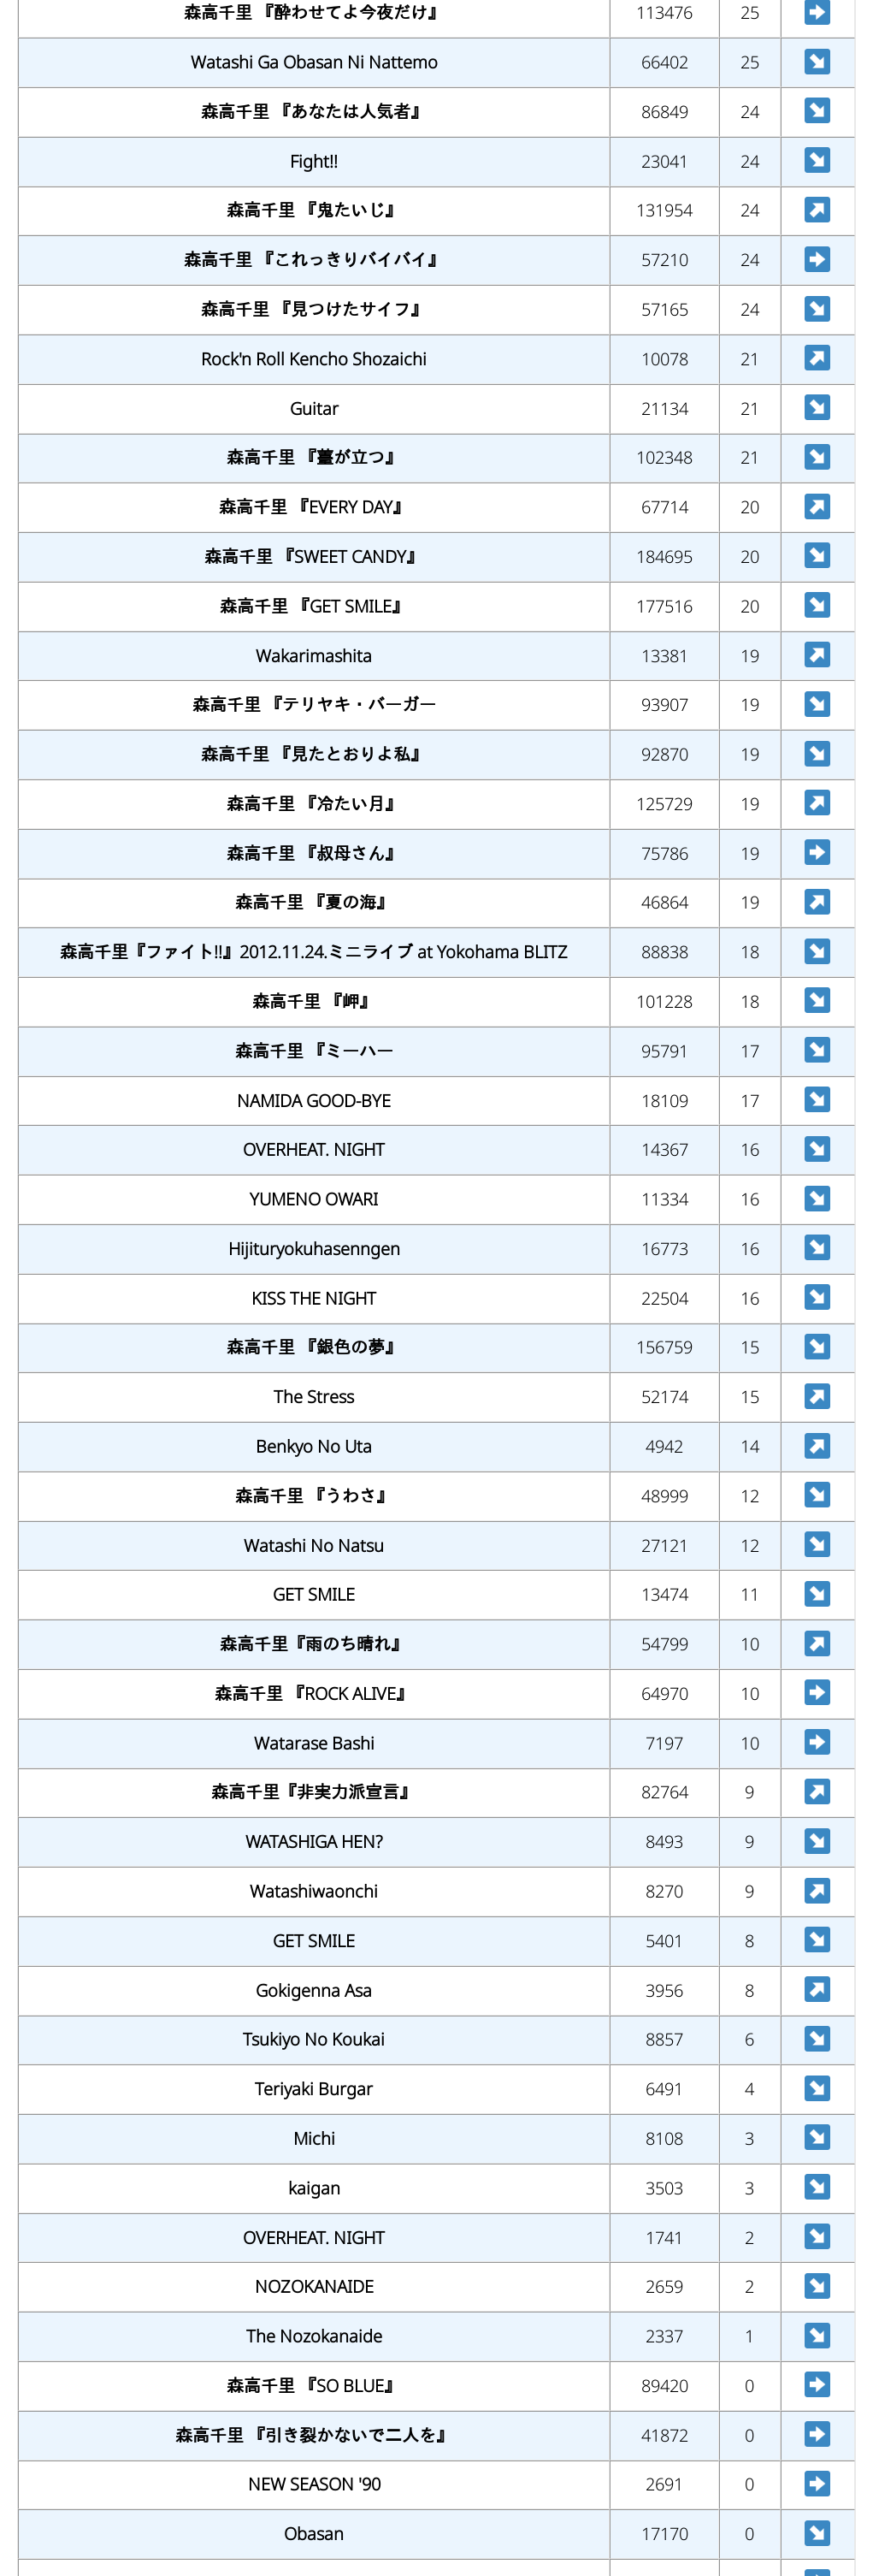 森高千里 『酔わせてよ今夜だけ』 113476 25
Watashi Ga Obasan Ni Nattemo 66402 25
森高千里 『あなたは人気者』 86849 24
Fight!! 23041 24
森高千里 『鬼たいじ』 131954 24
森高千里 『これっきりバイバイ』 57210 24
森高千里 『見つけたサイフ』 57165 24
Rock'n Roll Kencho Shozaichi 10078 21
Guitar 21134 21
森高千里 『薹が立つ』 102348 21
森高千里 『EVERY DAY』 67714 20
森高千里 『SWEET CANDY』 184695 20
森高千里 『GET SMILE』 177516 20
Wakarimashita 13381 19
森高千里 『テリヤキ・バーガー 93907 19
森高千里 『見たとおりよ私』 92870 19
森高千里 『冷たい月』 125729 19
森高千里 『叔母さん』 75786 19
森高千里 『夏の海』 46864 19
森高千里『ファイト!!』2012.11.24.ミニライブ at Yokohama BLITZ 88838 18
森高千里 『岬』 101228 18
森高千里 『ミーハー 95791 17
NAMIDA GOOD-BYE 18109 17
OVERHEAT. NIGHT 14367 16
YUMENO OWARI 11334 16
Hijituryokuhasenngen 16773 16
KISS THE NIGHT 22504 16
森高千里 『銀色の夢』 156759 15
The Stress 52174 15
Benkyo No Uta 4942 14
森高千里 『うわさ』 48999 12
Watashi No Natsu 27121 12
GET SMILE 13474 11
森高千里『雨のち晴れ』 54799 10
森高千里 『ROCK ALIVE』 64970 10
Watarase Bashi 7197 10
森高千里『非実力派宣言』 82764 9
WATASHIGA HEN? 8493 9
Watashiwaonchi 8270 9
GET SMILE 5401 8
Gokigenna Asa 3956 8
Tsukiyo No Koukai 8857 6
Teriyaki Burgar 6491 4
Michi 8108 3
kaigan 3503 3
OVERHEAT. NIGHT 1741 2
NOZOKANAIDE 2659 2
The Nozokanaide 2337 1
森高千里 『SO BLUE』 89420 0
森高千里 『引き裂かないで二人を』 41872 0
NEW SEASON '90 2691 0
Obasan 17170 0